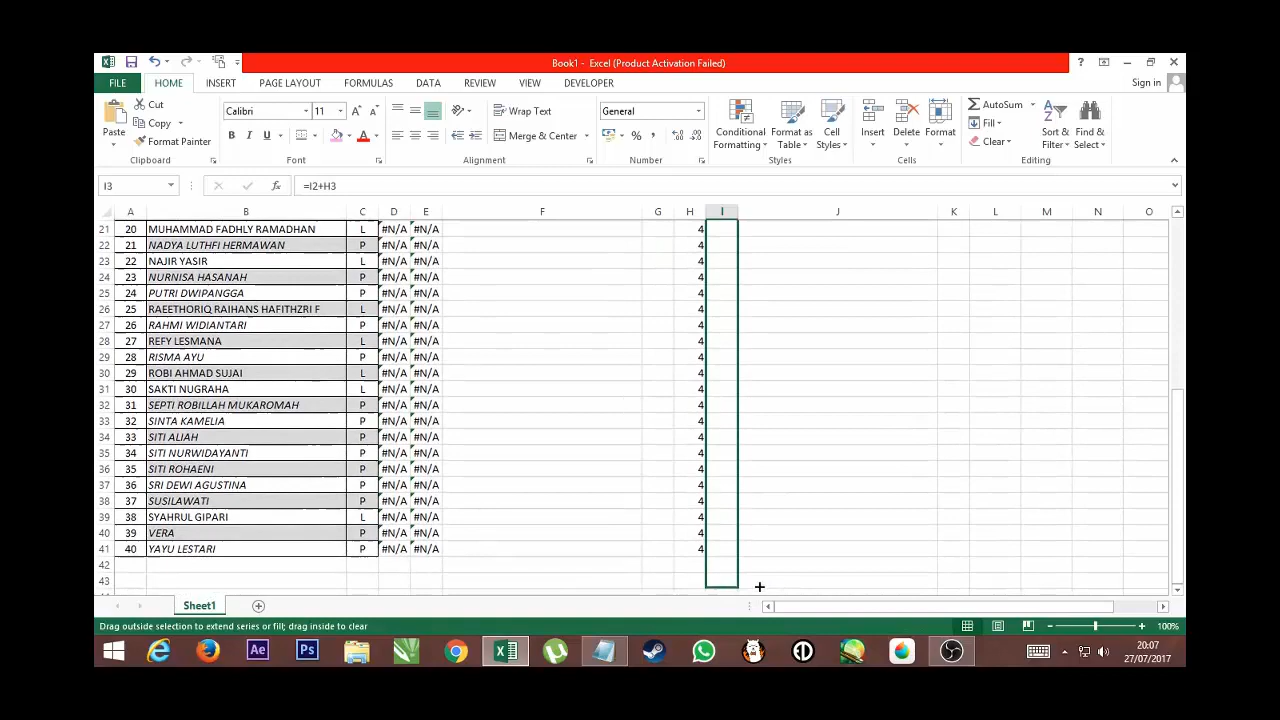 Book1 - Excel (Product Activation Failed)
Sign in
FILE HOME INSERT PAGE LAYOUT FORMULAS DATA REVIEW VIEW DEVELOPER
Paste
Cut
Copy
Format Painter
Clipboard
Calibri 11
B I U
Font
Wrap Text
Merge & Center
Alignment
General
Number
Conditional Formatting
Format as Table
Cell Styles
Styles
Insert Delete Format
Cells
AutoSum
Fill
Clear
Sort & Filter
Find & Select
Editing
I3 =I2+H3
A B C D E F G H I J K L M N O
21 20 MUHAMMAD FADHLY RAMADHAN L #N/A #N/A 4
22 21 NADYA LUTHFI HERMAWAN P #N/A #N/A 4
23 22 NAJIR YASIR L #N/A #N/A 4
24 23 NURNISA HASANAH P #N/A #N/A 4
25 24 PUTRI DWIPANGGA P #N/A #N/A 4
26 25 RAEETHORIQ RAIHANS HAFITHZRI F L #N/A #N/A 4
27 26 RAHMI WIDIANTARI P #N/A #N/A 4
28 27 REFY LESMANA L #N/A #N/A 4
29 28 RISMA AYU P #N/A #N/A 4
30 29 ROBI AHMAD SUJAI L #N/A #N/A 4
31 30 SAKTI NUGRAHA L #N/A #N/A 4
32 31 SEPTI ROBILLAH MUKAROMAH P #N/A #N/A 4
33 32 SINTA KAMELIA P #N/A #N/A 4
34 33 SITI ALIAH P #N/A #N/A 4
35 34 SITI NURWIDAYANTI P #N/A #N/A 4
36 35 SITI ROHAENI P #N/A #N/A 4
37 36 SRI DEWI AGUSTINA P #N/A #N/A 4
38 37 SUSILAWATI P #N/A #N/A 4
39 38 SYAHRUL GIPARI L #N/A #N/A 4
40 39 VERA P #N/A #N/A 4
41 40 YAYU LESTARI P #N/A #N/A 4
42
43
Sheet1
Drag outside selection to extend series or fill; drag inside to clear
100%
Ae Ps
20:07
27/07/2017